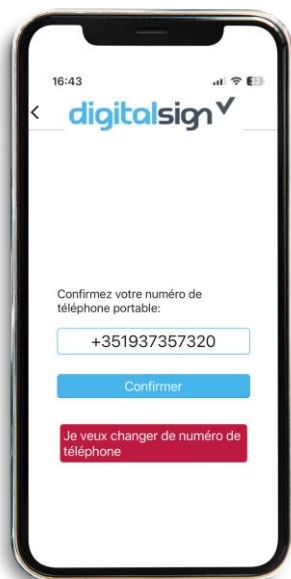 16:43
digitalsign
Confirmez votre numéro de
téléphone portable:
+351937357320
Confirmer
Je veux changer de numéro de
téléphone